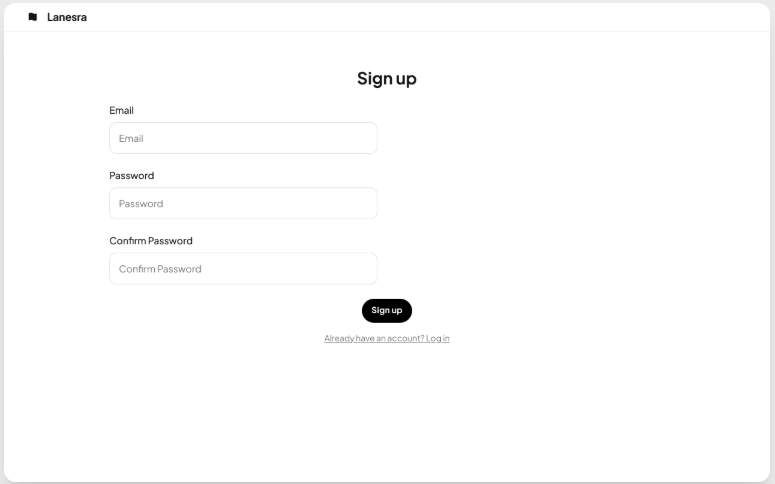 Lanesra
Sign up
Email
Email
Password
Password
Confirm Password
Confirm Password
Sign up
Already have an account? Log in